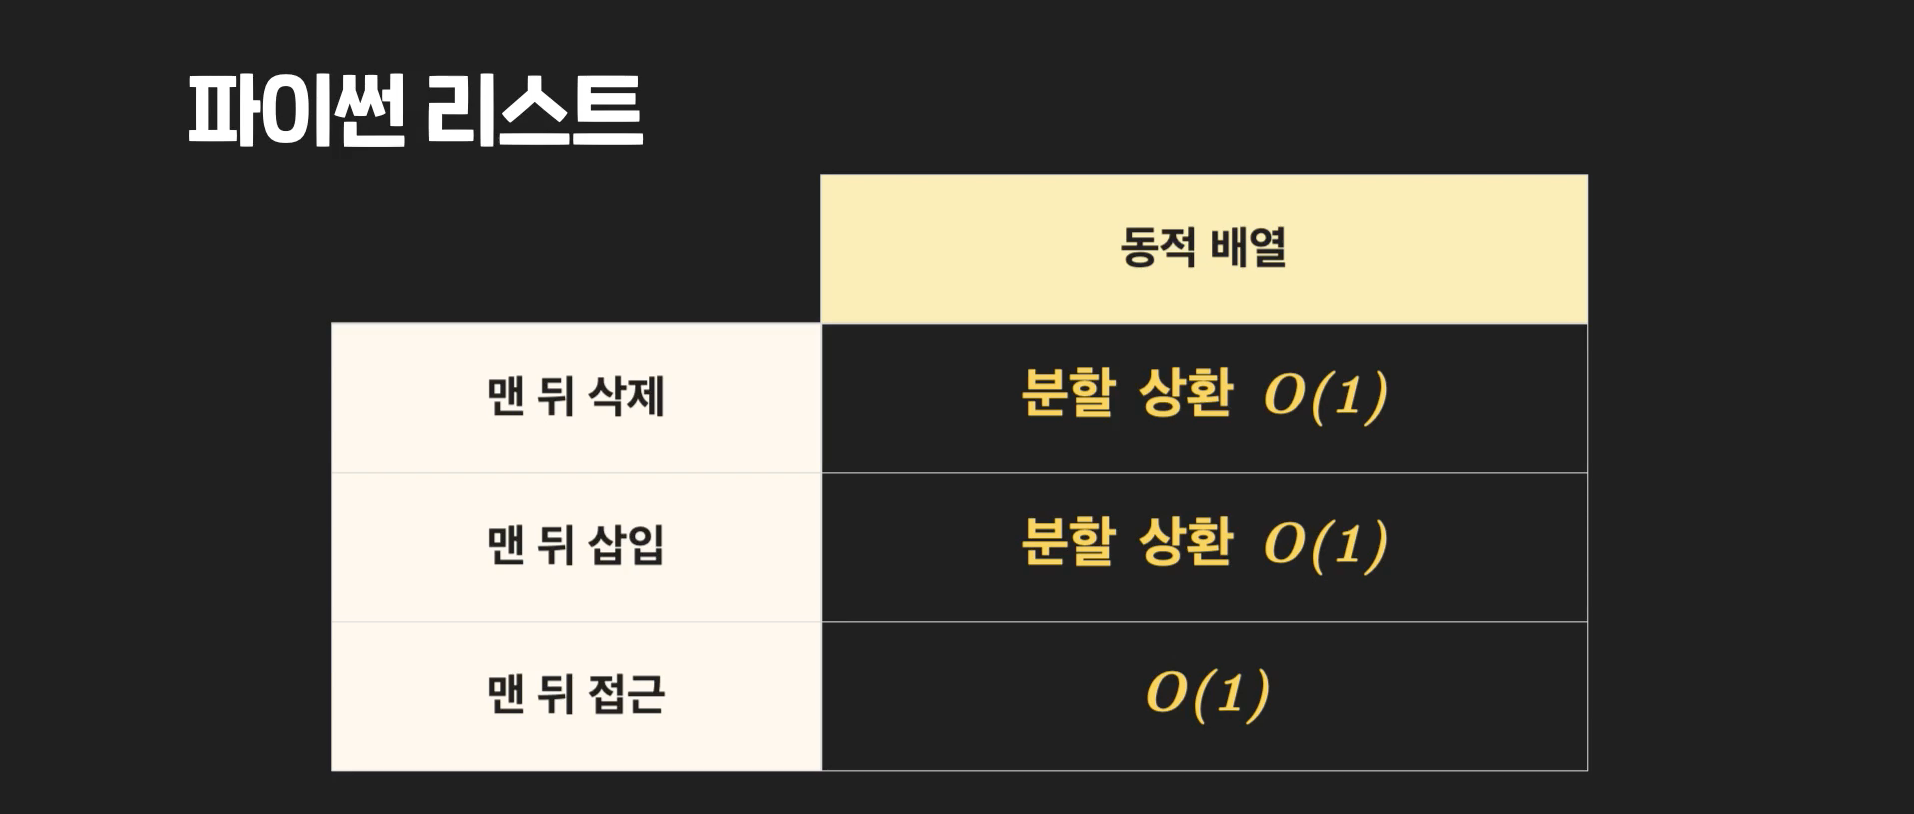 파이썬 리스트
동적 배열
맨 뒤 삭제
분할 상환 O(1)
맨 뒤 삽입
분할 상환 O(1)
맨 뒤 접근
O(1)